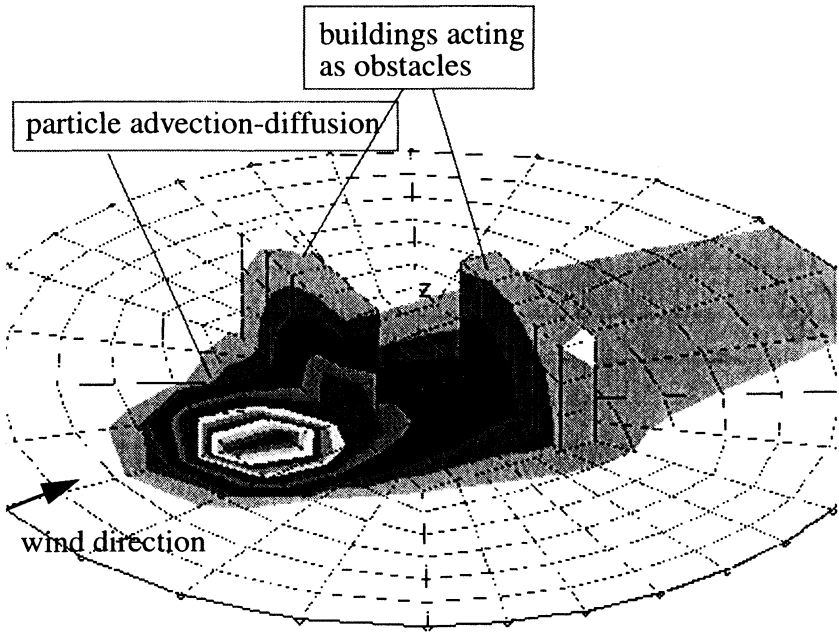 buildings acting
as obstacles
particle advection-diffusion
z
wind direction